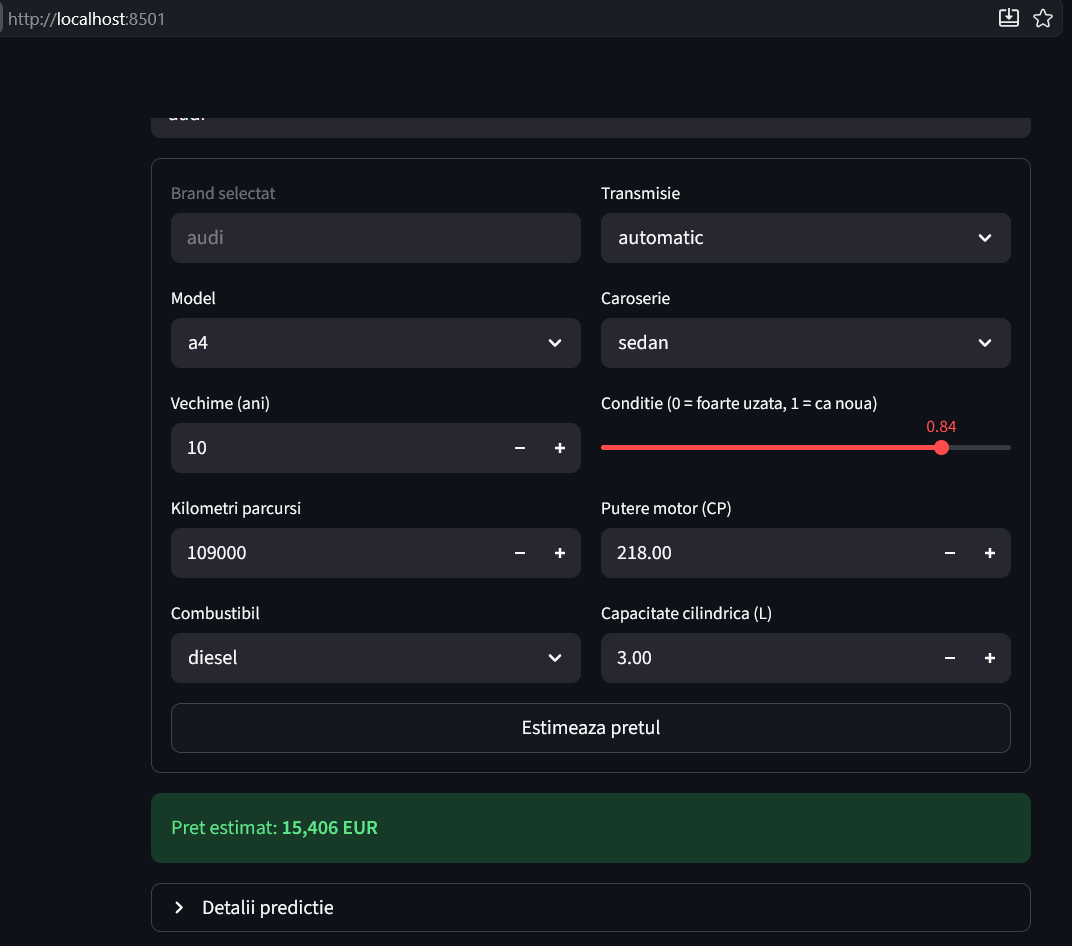 http://localhost:8501
Brand selectat
Transmisie
audi
automatic
Model
Caroserie
a4
sedan
Vechime (ani)
Conditie (0 = foarte uzata, 1 = ca noua)
0.84
10
Kilometri parcursi
Putere motor (CP)
109000
218.00
Combustibil
Capacitate cilindrica (L)
diesel
3.00
Estimeaza pretul
Pret estimat: 15,406 EUR
Detalii predictie